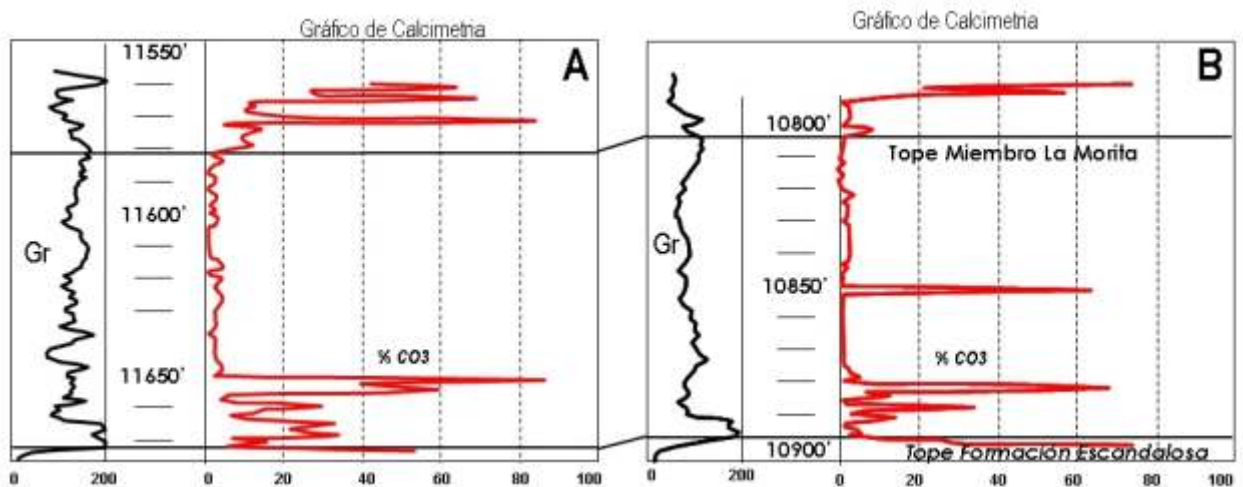 Gráfico de Calcimetria
Gráfico de Calcimetria
11550'
A
B
10800'
Tope Miembro La Morita
11600'
Gr
Gr
10850'
% CO3
% CO3
11650'
10900'
Tope Formación Escandalosa
0 200 0 20 40 60 80 100
0 200 0 20 40 60 80 100